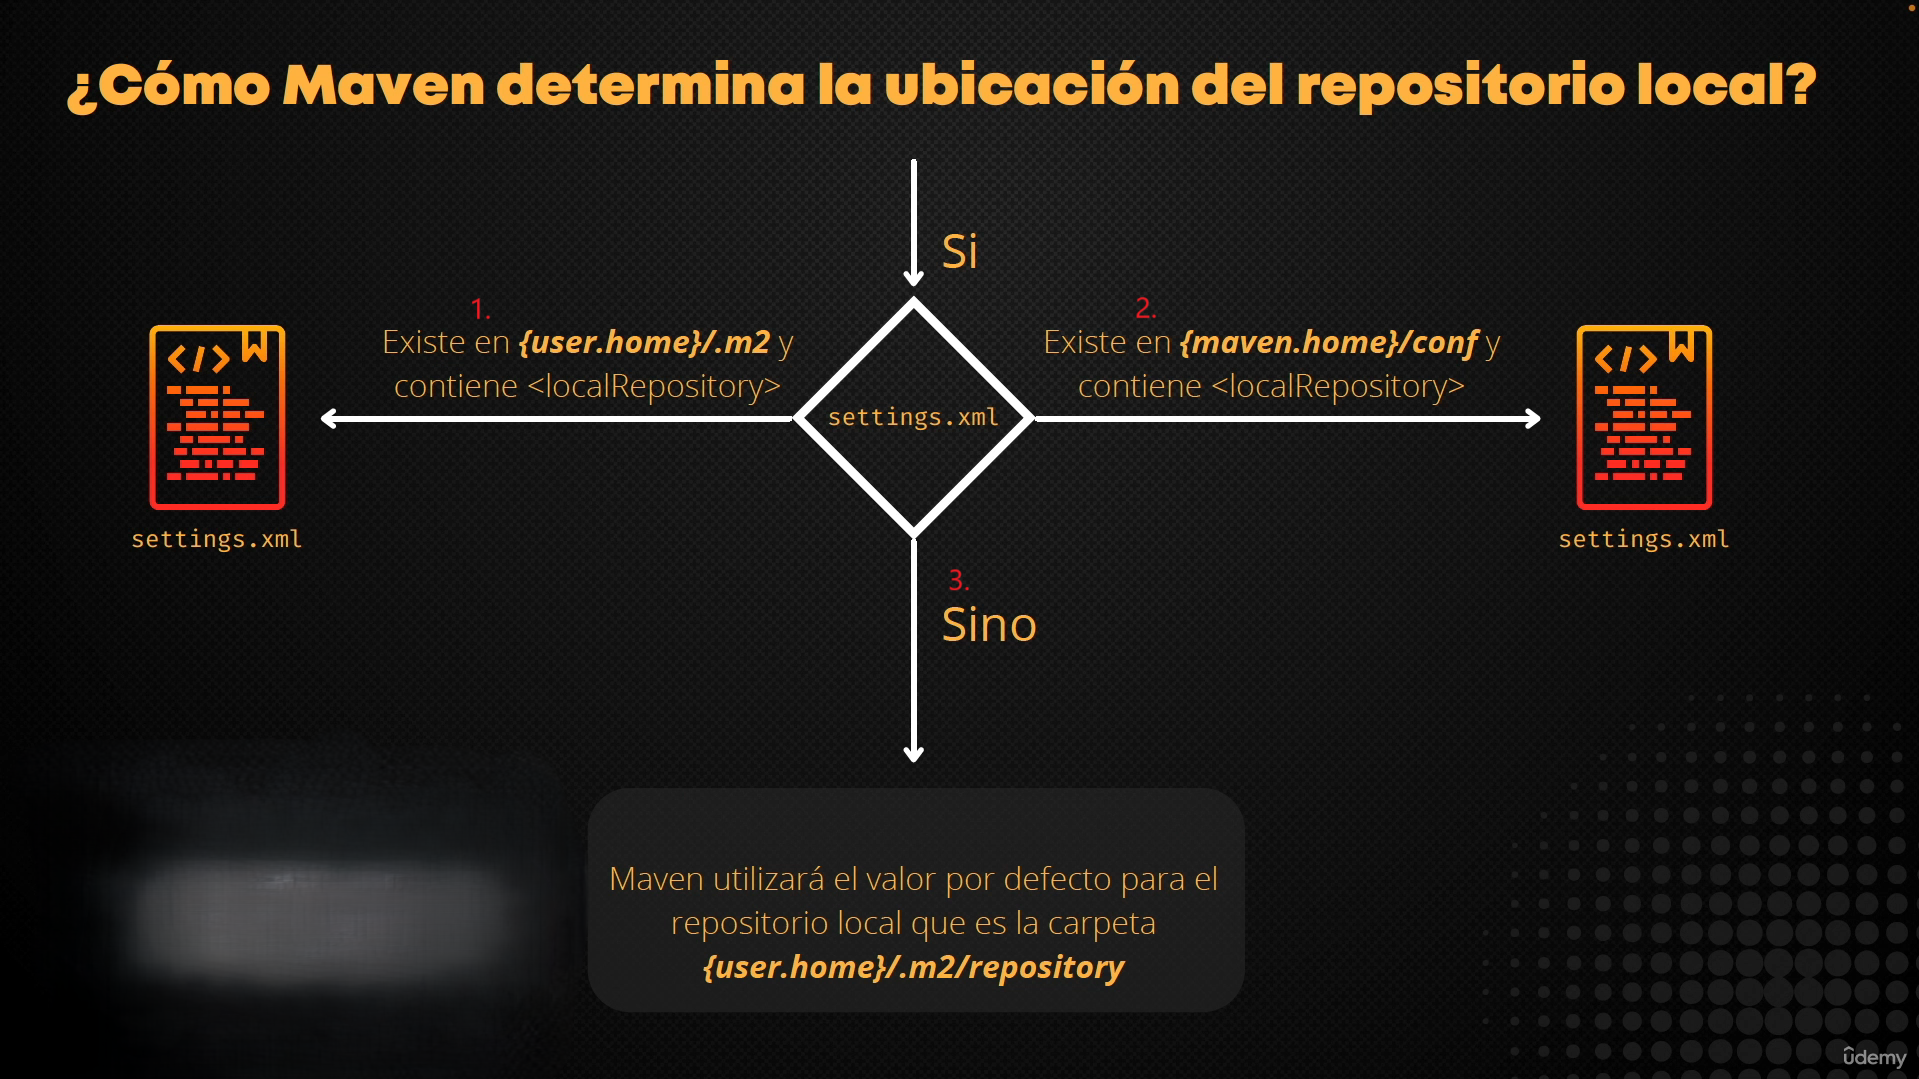 ¿Cómo Maven determina la ubicación del repositorio local?
Si
1.
Existe en {user.home}/.m2 y
contiene <localRepository>
2.
Existe en {maven.home}/conf y
contiene <localRepository>
settings.xml
settings.xml
settings.xml
3.
Sino
Maven utilizará el valor por defecto para el
repositorio local que es la carpeta
{user.home}/.m2/repository
ûdemy